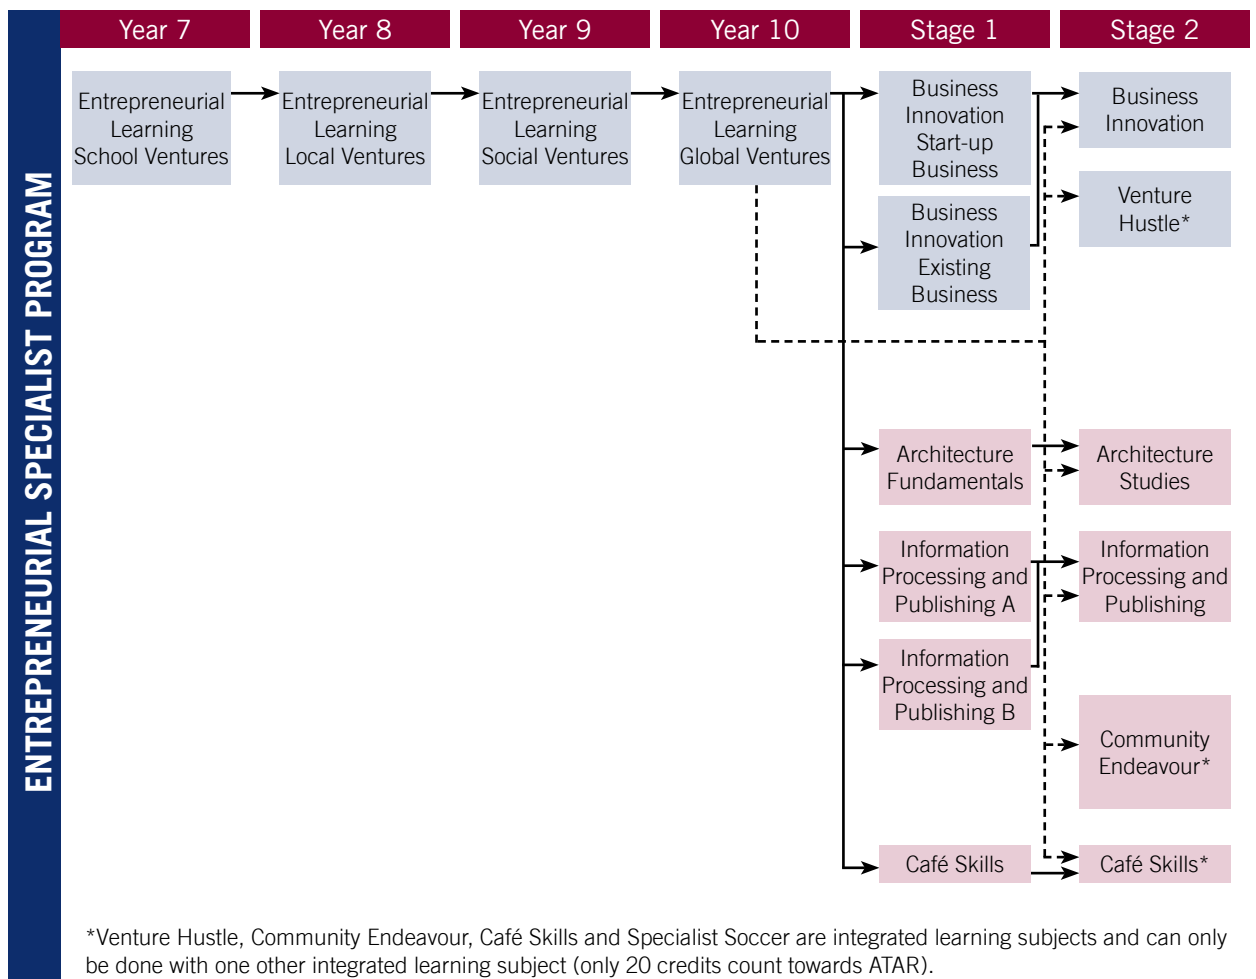 ENTREPRENEURIAL SPECIALIST PROGRAM
Year 7
Year 8
Year 9
Year 10
Stage 1
Stage 2
Entrepreneurial
Learning
School Ventures
Entrepreneurial
Learning
Local Ventures
Entrepreneurial
Learning
Social Ventures
Entrepreneurial
Learning
Global Ventures
Business
Innovation
Start-up
Business
Business
Innovation
Business
Innovation
Existing
Business
Venture
Hustle*
Architecture
Fundamentals
Architecture
Studies
Information
Processing and
Publishing A
Information
Processing and
Publishing
Information
Processing and
Publishing B
Community
Endeavour*
Café Skills
Café Skills*
*Venture Hustle, Community Endeavour, Café Skills and Specialist Soccer are integrated learning subjects and can only
be done with one other integrated learning subject (only 20 credits count towards ATAR).